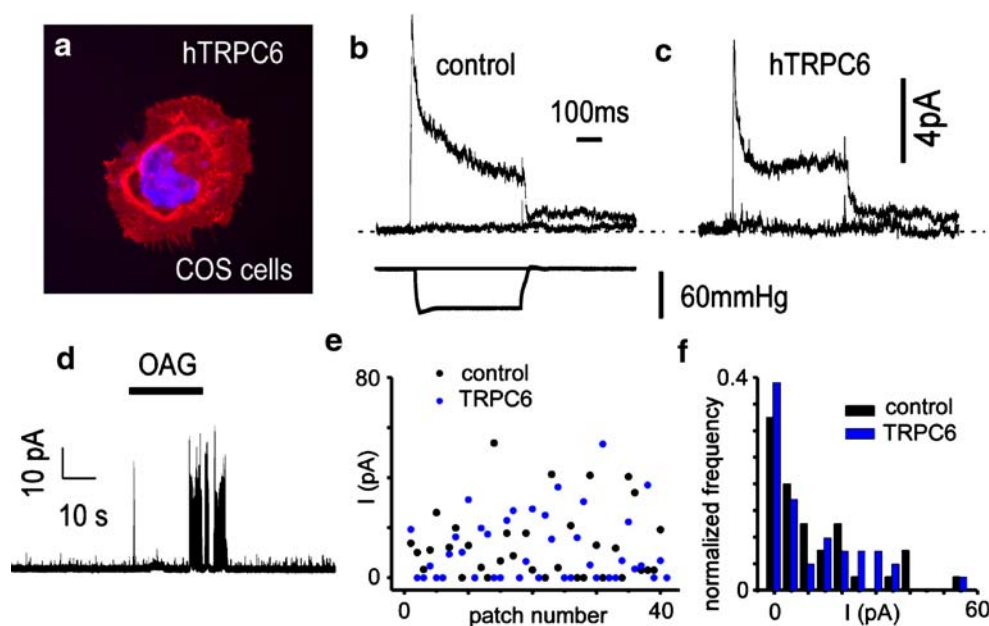 a
hTRPC6
COS cells
b
control
100ms
60mmHg
c
hTRPC6
4pA
d
OAG
10 pA
10 s
e
control
TRPC6
80
I (pA)
0
0
20
40
patch number
f
control
TRPC6
0.4
normalized frequency
0
0
I (pA)
60